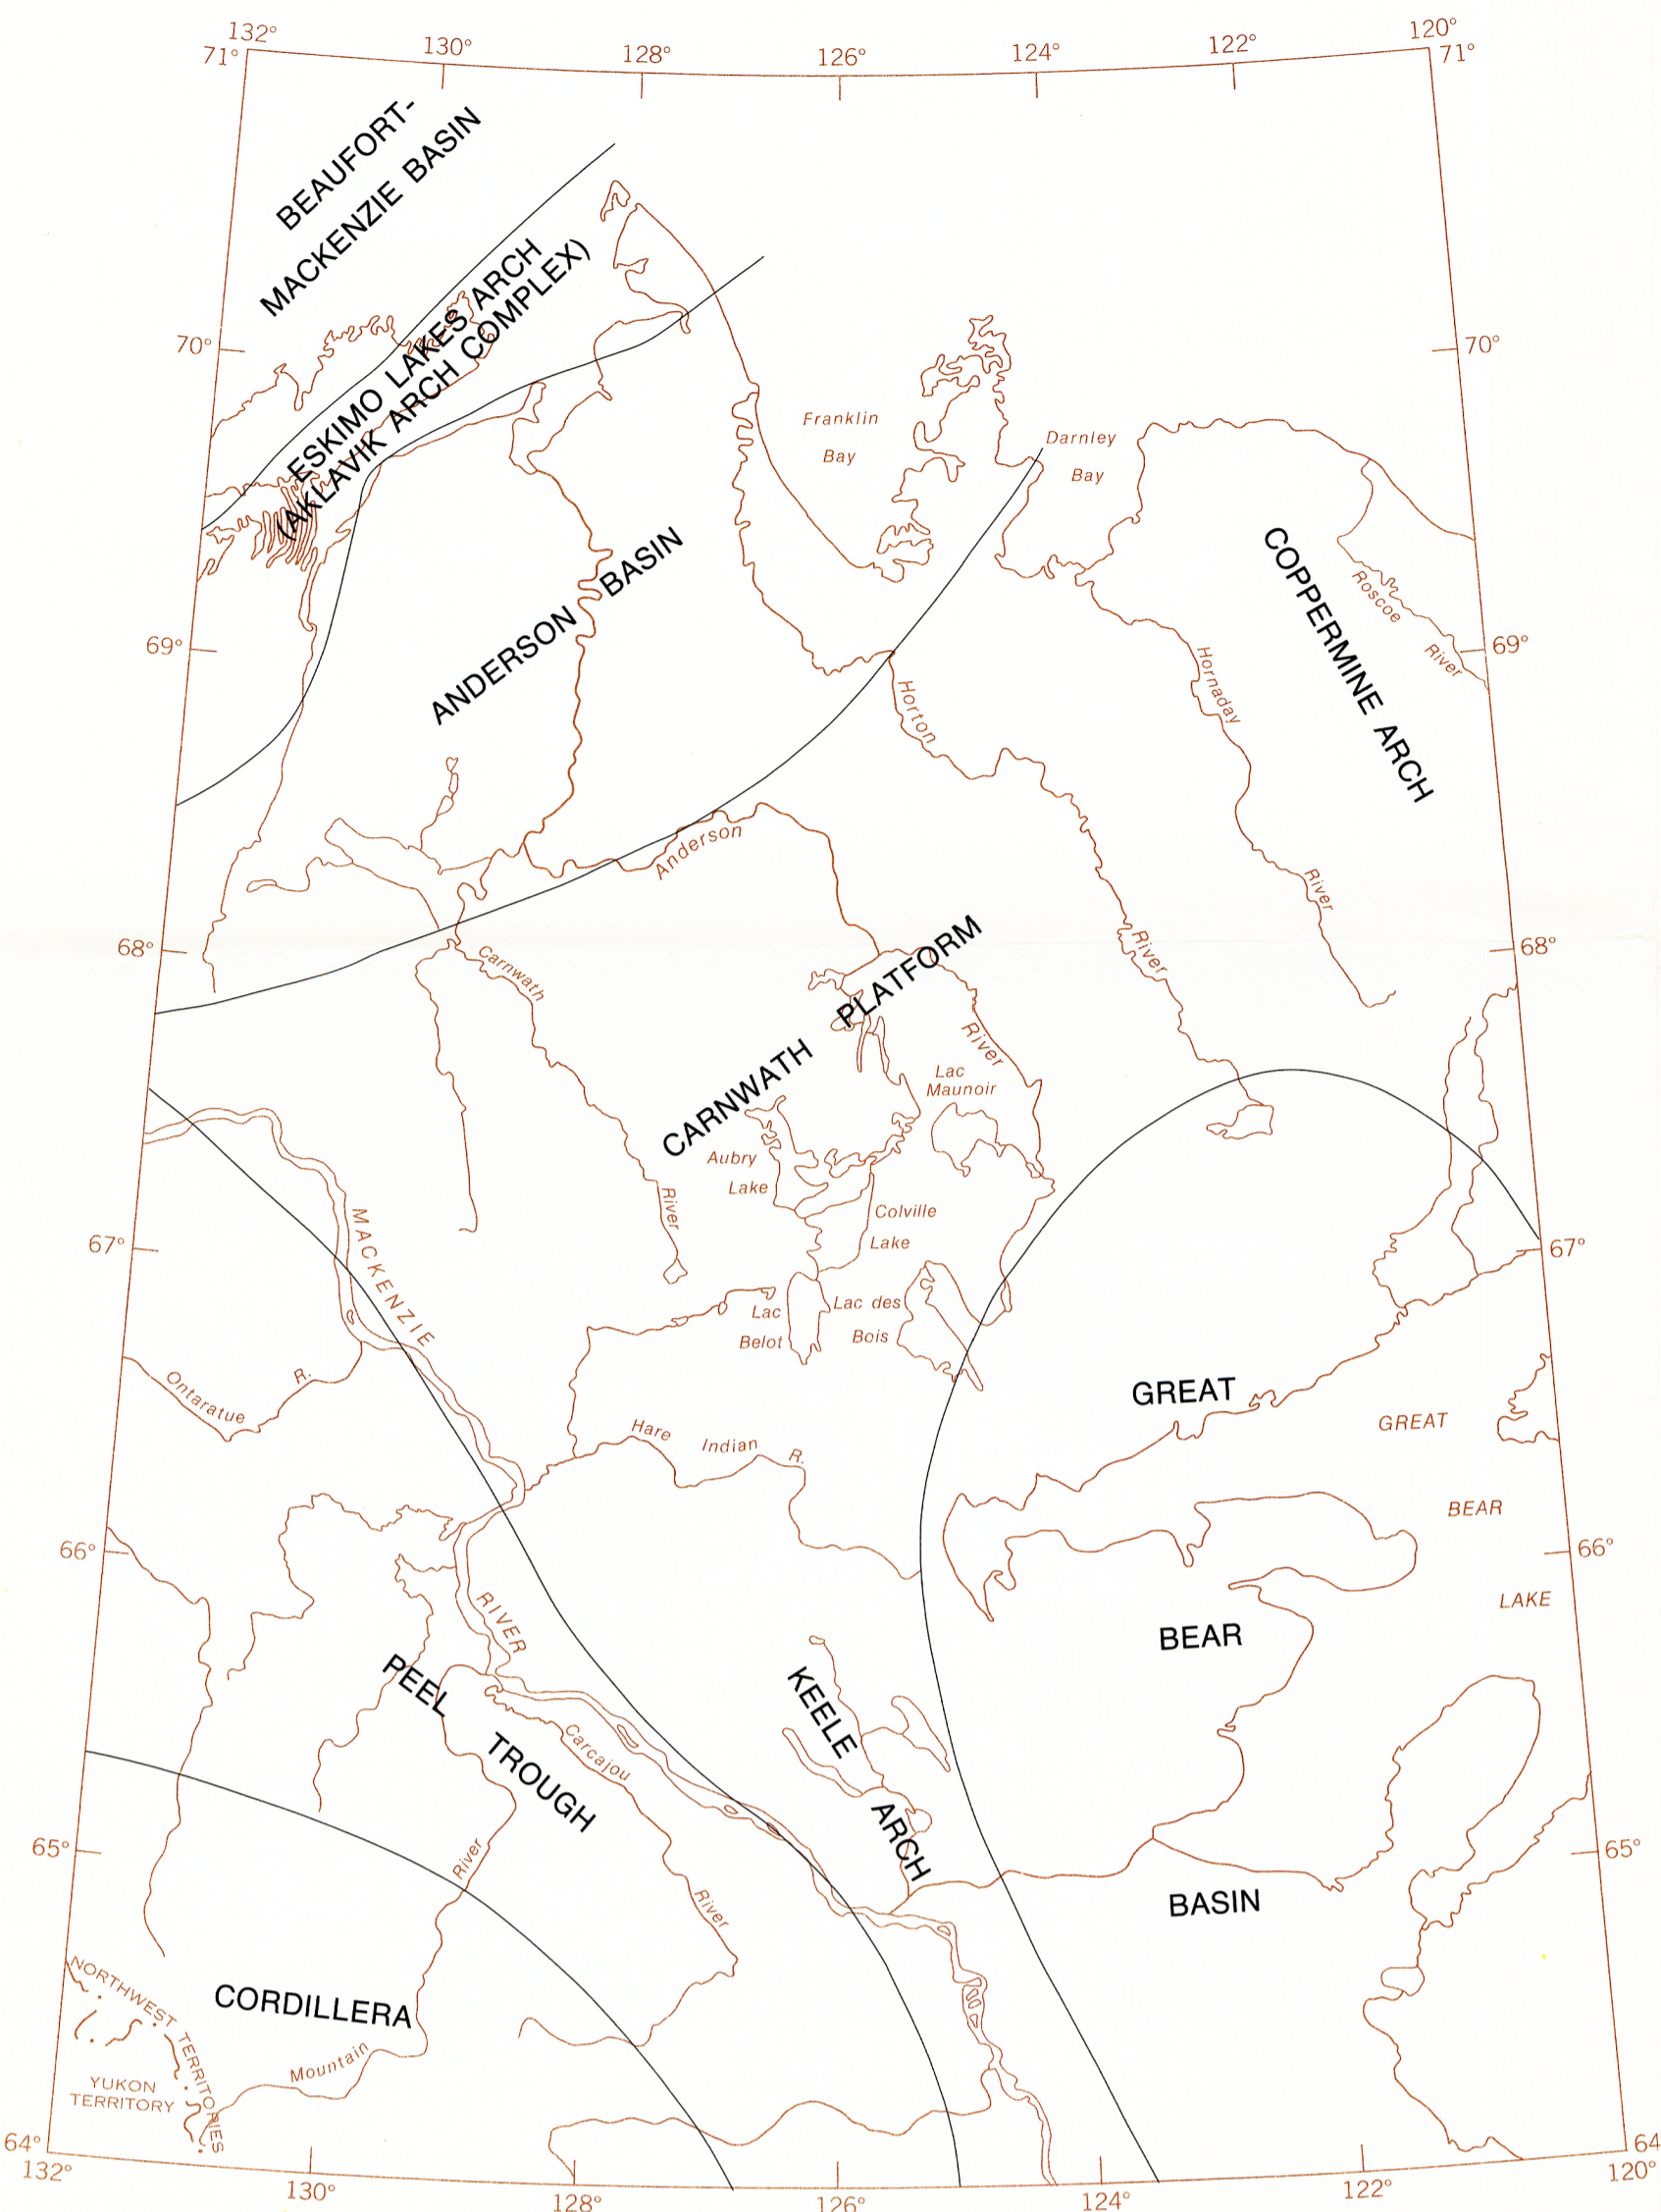 132° 130° 128° 126° 124° 122° 120°
71° 71°
BEAUFORT-
MACKENZIE BASIN
ESKIMO LAKES ARCH
(AKLAVIK ARCH COMPLEX)
70° 70°
Franklin
Bay
Darnley
Bay
COPPERMINE ARCH
Roscoe
River
ANDERSON BASIN
69° 69°
Hornaday
River
Horton
River
Anderson
River
68° 68°
Carnwath
River
CARNWATH PLATFORM
Lac
Maunoir
Aubry
Lake
Colville
Lake
67° 67°
MACKENZIE
RIVER
Lac
Belot
Lac des
Bois
Ontaratue R.
Hare Indian R.
GREAT
BEAR
BASIN
GREAT
BEAR
LAKE
66° 66°
PEEL
TROUGH
KEELE
ARCH
Carcajou
River
65° 65°
River
Mountain
CORDILLERA
NORTHWEST TERRITORIES
YUKON
TERRITORY
64° 64
132° 130° 128° 126° 124° 122° 120°